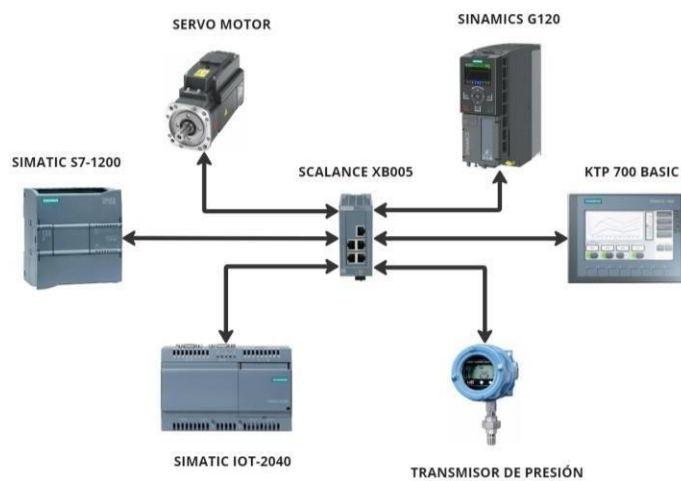 SERVO MOTOR
SINAMICS G120
SIMATIC S7-1200
SCALANCE XB005
KTP 700 BASIC
SIMATIC IOT-2040
TRANSMISOR DE PRESIÓN